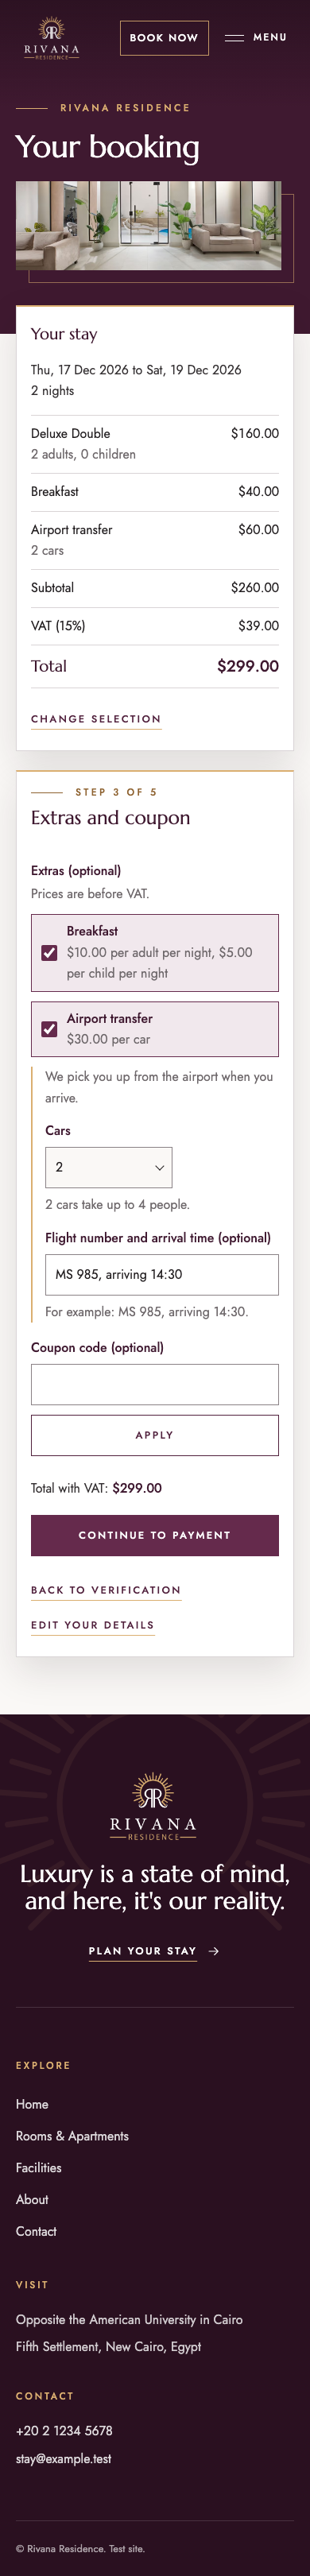 RIVANA
RESIDENCE
BOOK NOW
MENU
RIVANA RESIDENCE
Your booking
Your stay
Thu, 17 Dec 2026 to Sat, 19 Dec 2026
2 nights
Deluxe Double $160.00
2 adults, 0 children
Breakfast $40.00
Airport transfer $60.00
2 cars
Subtotal $260.00
VAT (15%) $39.00
Total $299.00
CHANGE SELECTION
STEP 3 OF 5
Extras and coupon
Extras (optional)
Prices are before VAT.
Breakfast
$10.00 per adult per night, $5.00
per child per night
Airport transfer
$30.00 per car
We pick you up from the airport when you
arrive.
Cars
2
2 cars take up to 4 people.
Flight number and arrival time (optional)
MS 985, arriving 14:30
For example: MS 985, arriving 14:30.
Coupon code (optional)
APPLY
Total with VAT: $299.00
CONTINUE TO PAYMENT
BACK TO VERIFICATION
EDIT YOUR DETAILS
RIVANA
RESIDENCE
Luxury is a state of mind,
and here, it's our reality.
PLAN YOUR STAY →
EXPLORE
Home
Rooms & Apartments
Facilities
About
Contact
VISIT
Opposite the American University in Cairo
Fifth Settlement, New Cairo, Egypt
CONTACT
+20 2 1234 5678
stay@example.test
© Rivana Residence. Test site.